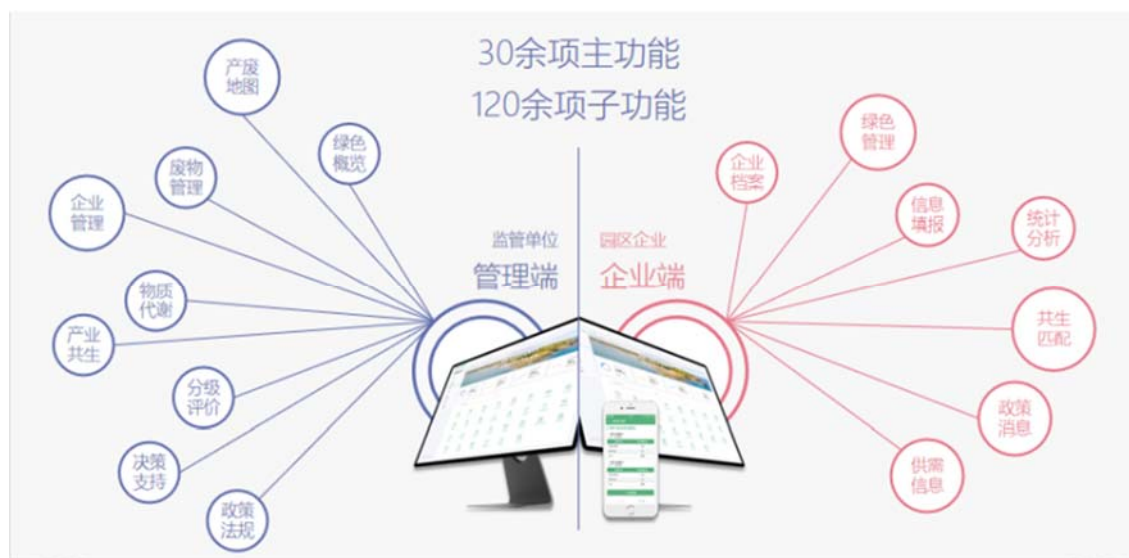 30余项主功能
120余项子功能
产废
地图
绿色
概览
废物
管理
企业
管理
物质
代谢
产业
共生
分级
评价
决策
支持
政策
法规
监管单位
管理端
园区企业
企业端
企业
档案
绿色
管理
信息
填报
统计
分析
共生
匹配
政策
消息
供需
信息